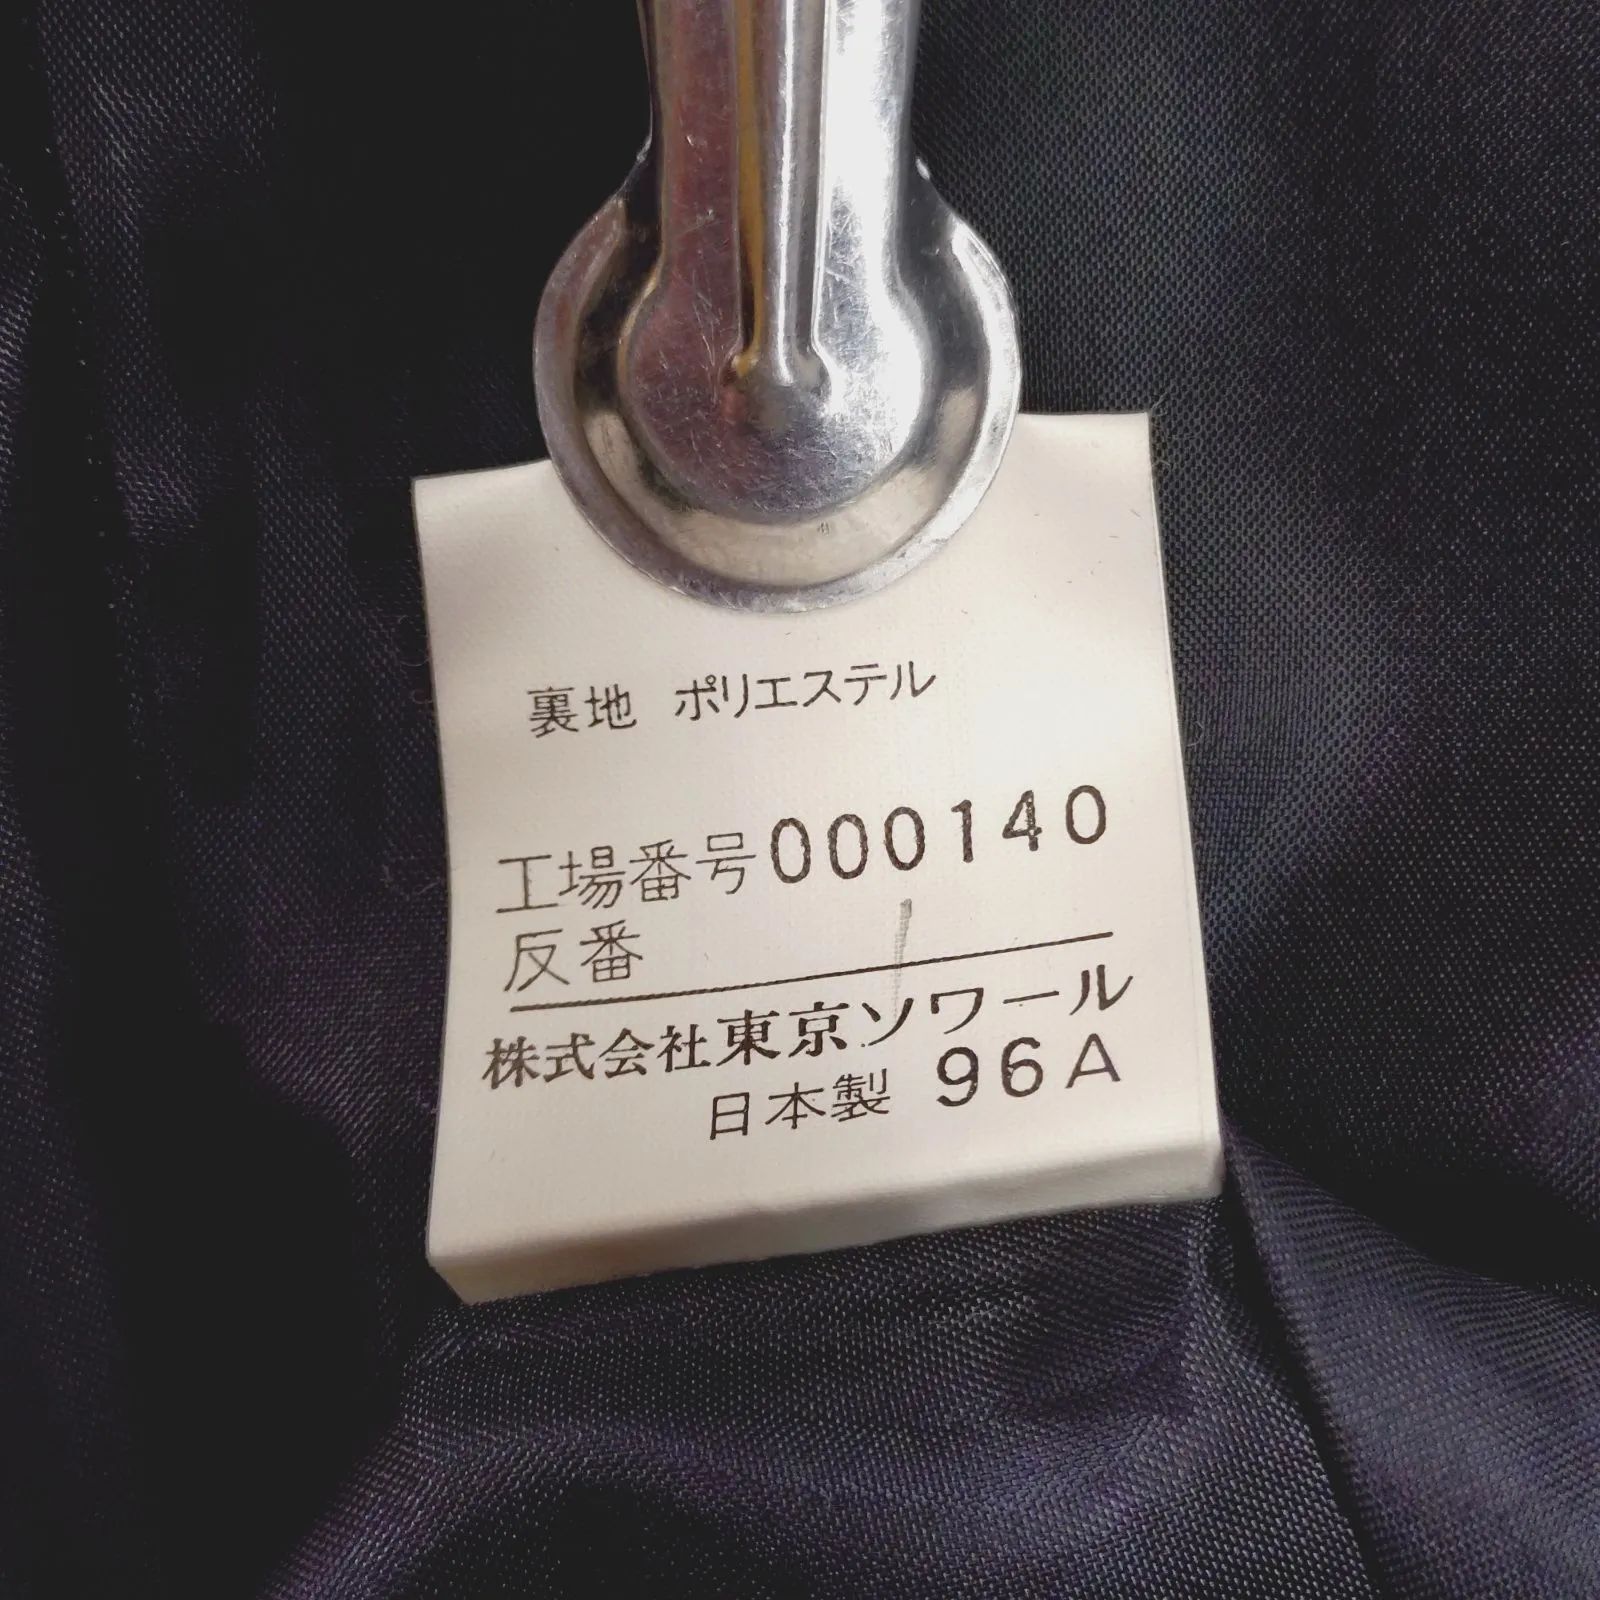 裏地 ポリエステル
工場番号000140
反番
株式会社東京ソワール
日本製 96A